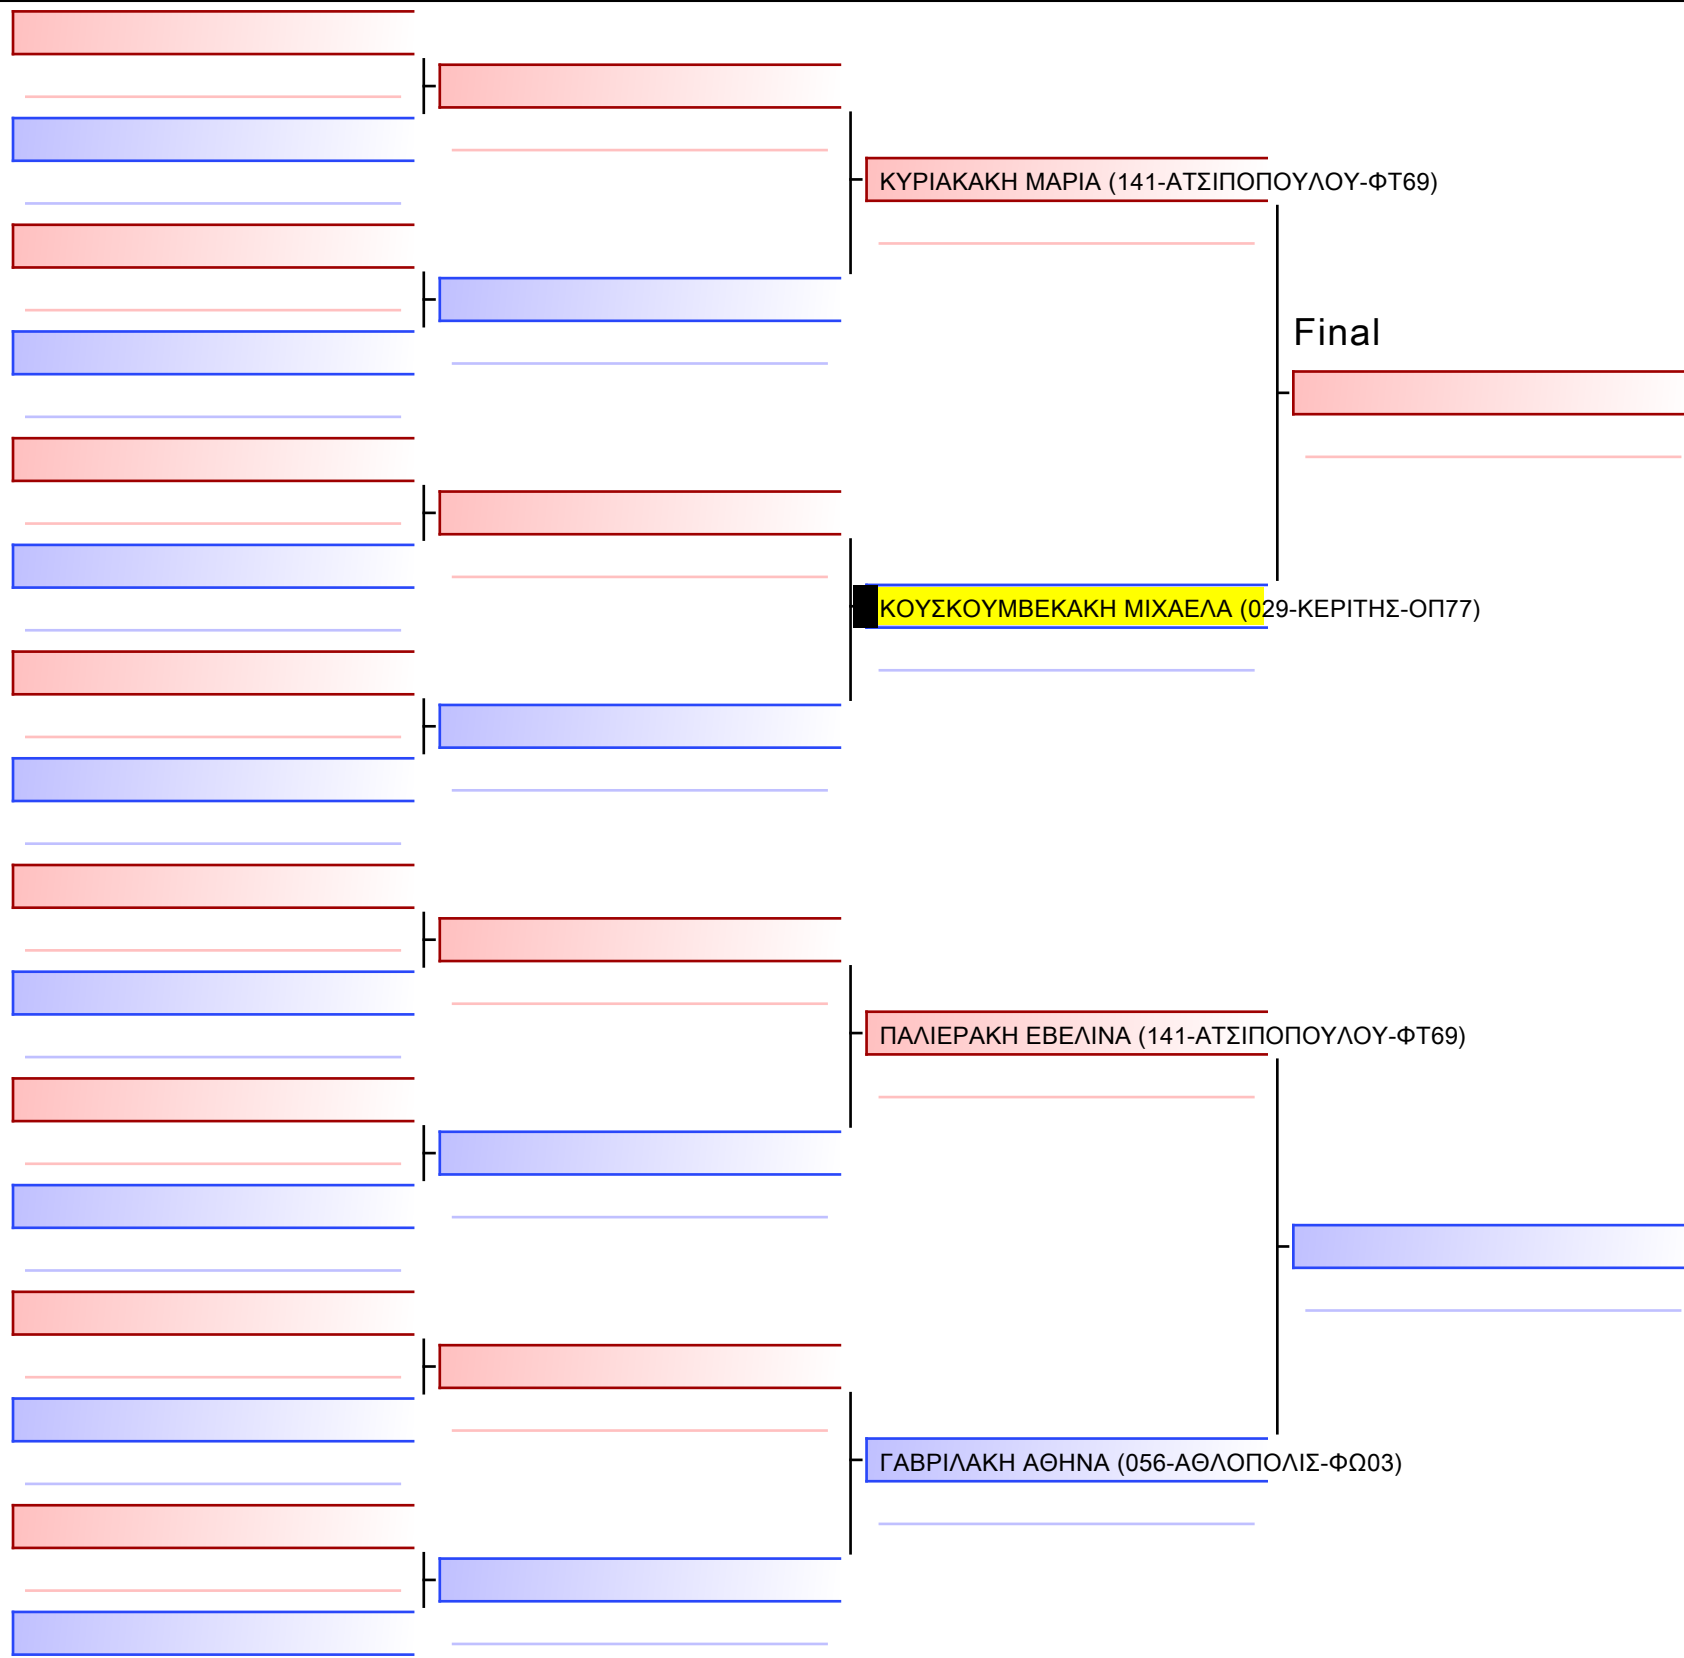 ΚΥΡΙΑΚΑΚΗ ΜΑΡΙΑ (141-ΑΤΣΙΠΟΠΟΥΛΟΥ-ΦΤ69)
Final
ΚΟΥΣΚΟΥΜΒΕΚΑΚΗ ΜΙΧΑΕΛΑ (029-ΚΕΡΙΤΗΣ-ΟΠ77)
ΠΑΛΙΕΡΑΚΗ ΕΒΕΛΙΝΑ (141-ΑΤΣΙΠΟΠΟΥΛΟΥ-ΦΤ69)
ΓΑΒΡΙΛΑΚΗ ΑΘΗΝΑ (056-ΑΘΛΟΠΟΛΙΣ-ΦΩ03)